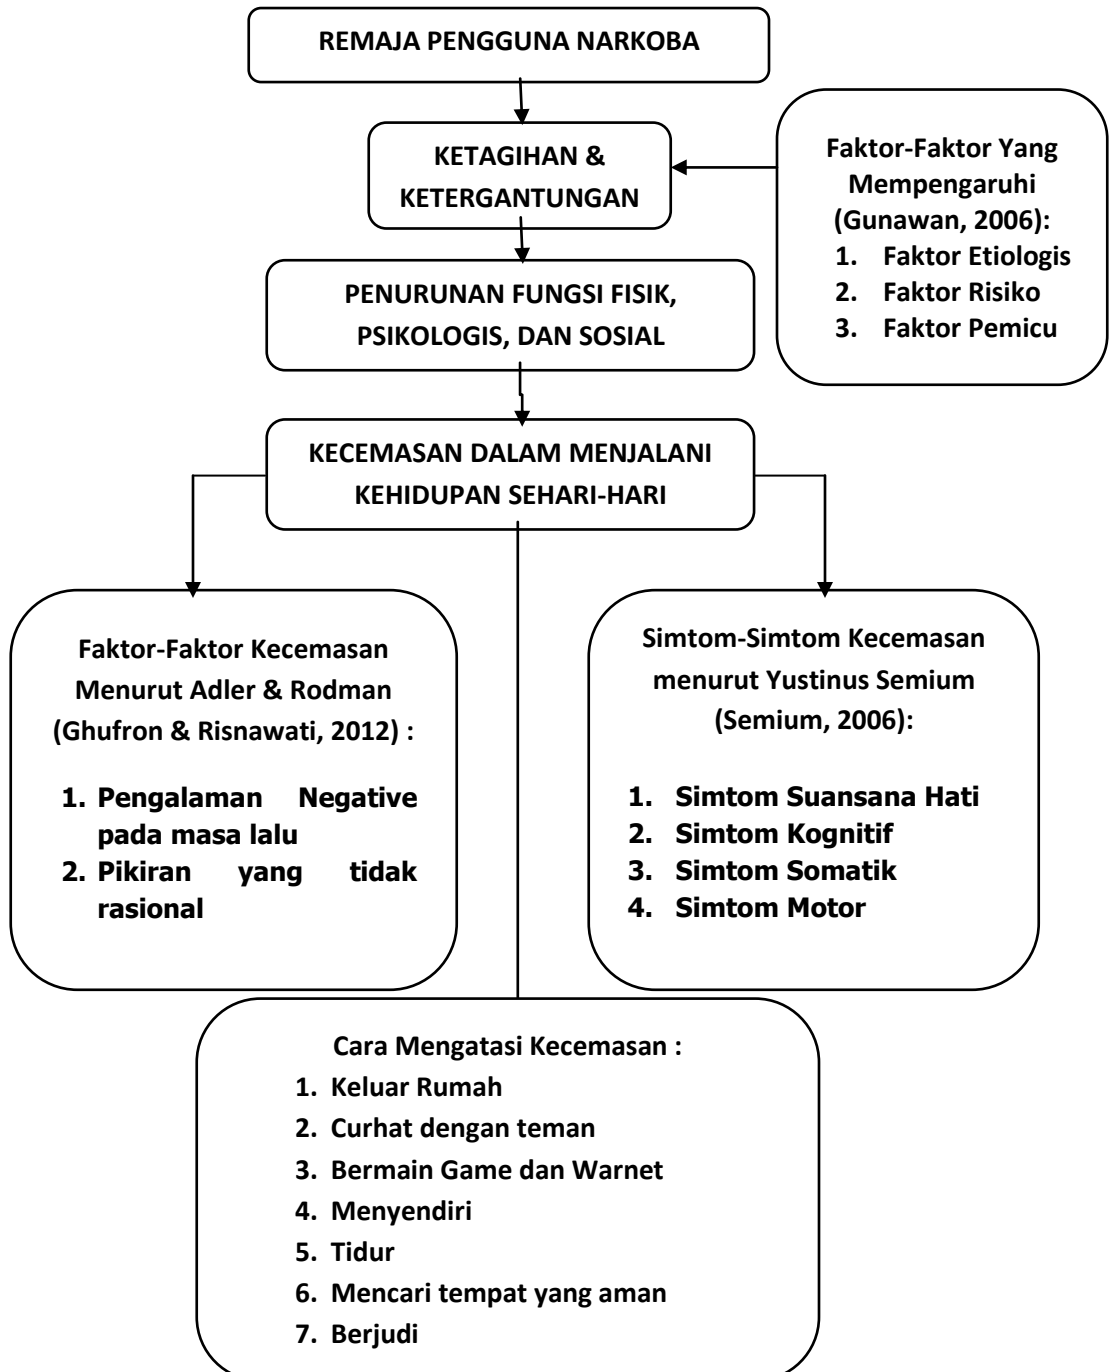 REMAJA PENGGUNA NARKOBA
KETAGIHAN &
KETERGANTUNGAN
Faktor-Faktor Yang
Mempengaruhi
(Gunawan, 2006):
1. Faktor Etiologis
2. Faktor Risiko
3. Faktor Pemicu
PENURUNAN FUNGSI FISIK,
PSIKOLOGIS, DAN SOSIAL
KECEMASAN DALAM MENJALANI
KEHIDUPAN SEHARI-HARI
Faktor-Faktor Kecemasan
Menurut Adler & Rodman
(Ghufron & Risnawati, 2012) :
1. Pengalaman Negative
pada masa lalu
2. Pikiran yang tidak
rasional
Simtom-Simtom Kecemasan
menurut Yustinus Semium
(Semium, 2006):
1. Simtom Suansana Hati
2. Simtom Kognitif
3. Simtom Somatik
4. Simtom Motor
Cara Mengatasi Kecemasan :
1. Keluar Rumah
2. Curhat dengan teman
3. Bermain Game dan Warnet
4. Menyendiri
5. Tidur
6. Mencari tempat yang aman
7. Berjudi